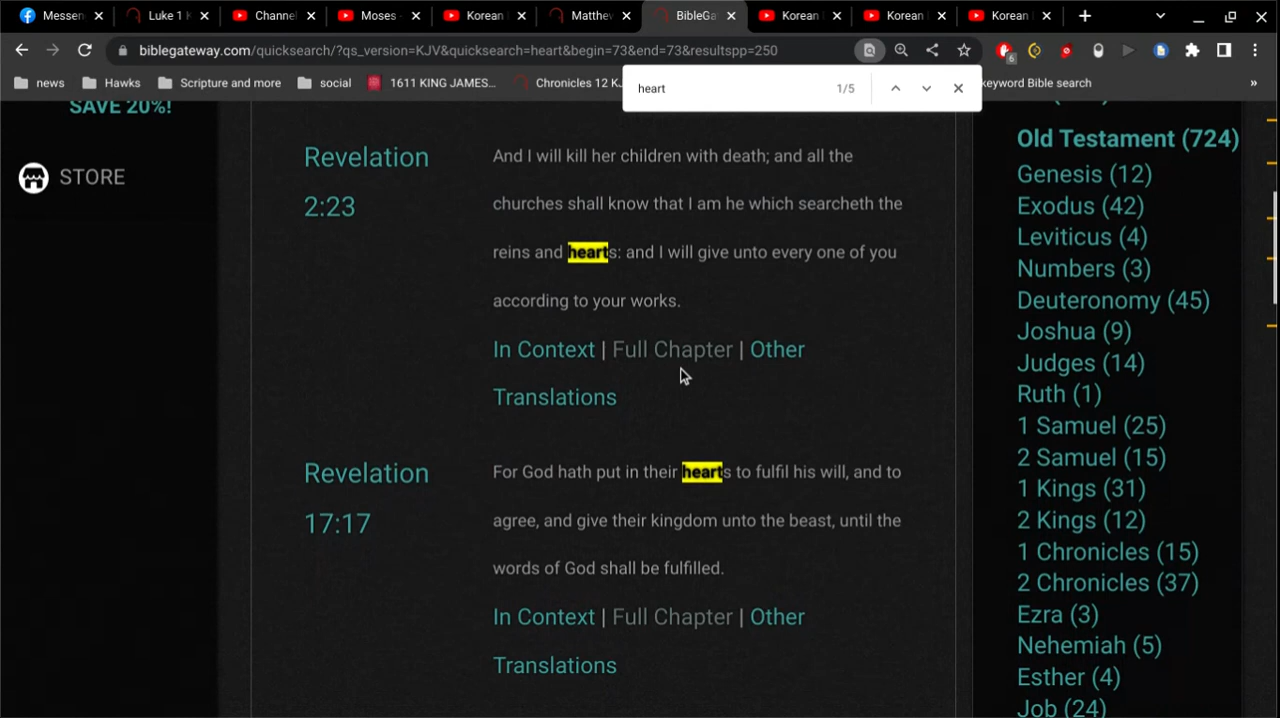 Messen
Luke 1 K
Channel
Moses -
Korean
Matthew
BibleGa
Korean
Korean
Korean
biblegateway.com/quicksearch/?qs_version=KJV&quicksearch=heart&begin=73&end=73&resultspp=250
6
news
Hawks
Scripture and more
social
1611 KING JAMES...
Chronicles 12 K
keyword Bible search
»
heart 1/5
SAVE 20%!
STORE
Revelation
2:23
And I will kill her children with death; and all the
churches shall know that I am he which searcheth the
reins and hearts: and I will give unto every one of you
according to your works.
In Context | Full Chapter | Other
Translations
Revelation
17:17
For God hath put in their hearts to fulfil his will, and to
agree, and give their kingdom unto the beast, until the
words of God shall be fulfilled.
In Context | Full Chapter | Other
Translations
Old Testament (724)
Genesis (12)
Exodus (42)
Leviticus (4)
Numbers (3)
Deuteronomy (45)
Joshua (9)
Judges (14)
Ruth (1)
1 Samuel (25)
2 Samuel (15)
1 Kings (31)
2 Kings (12)
1 Chronicles (15)
2 Chronicles (37)
Ezra (3)
Nehemiah (5)
Esther (4)
Job (24)